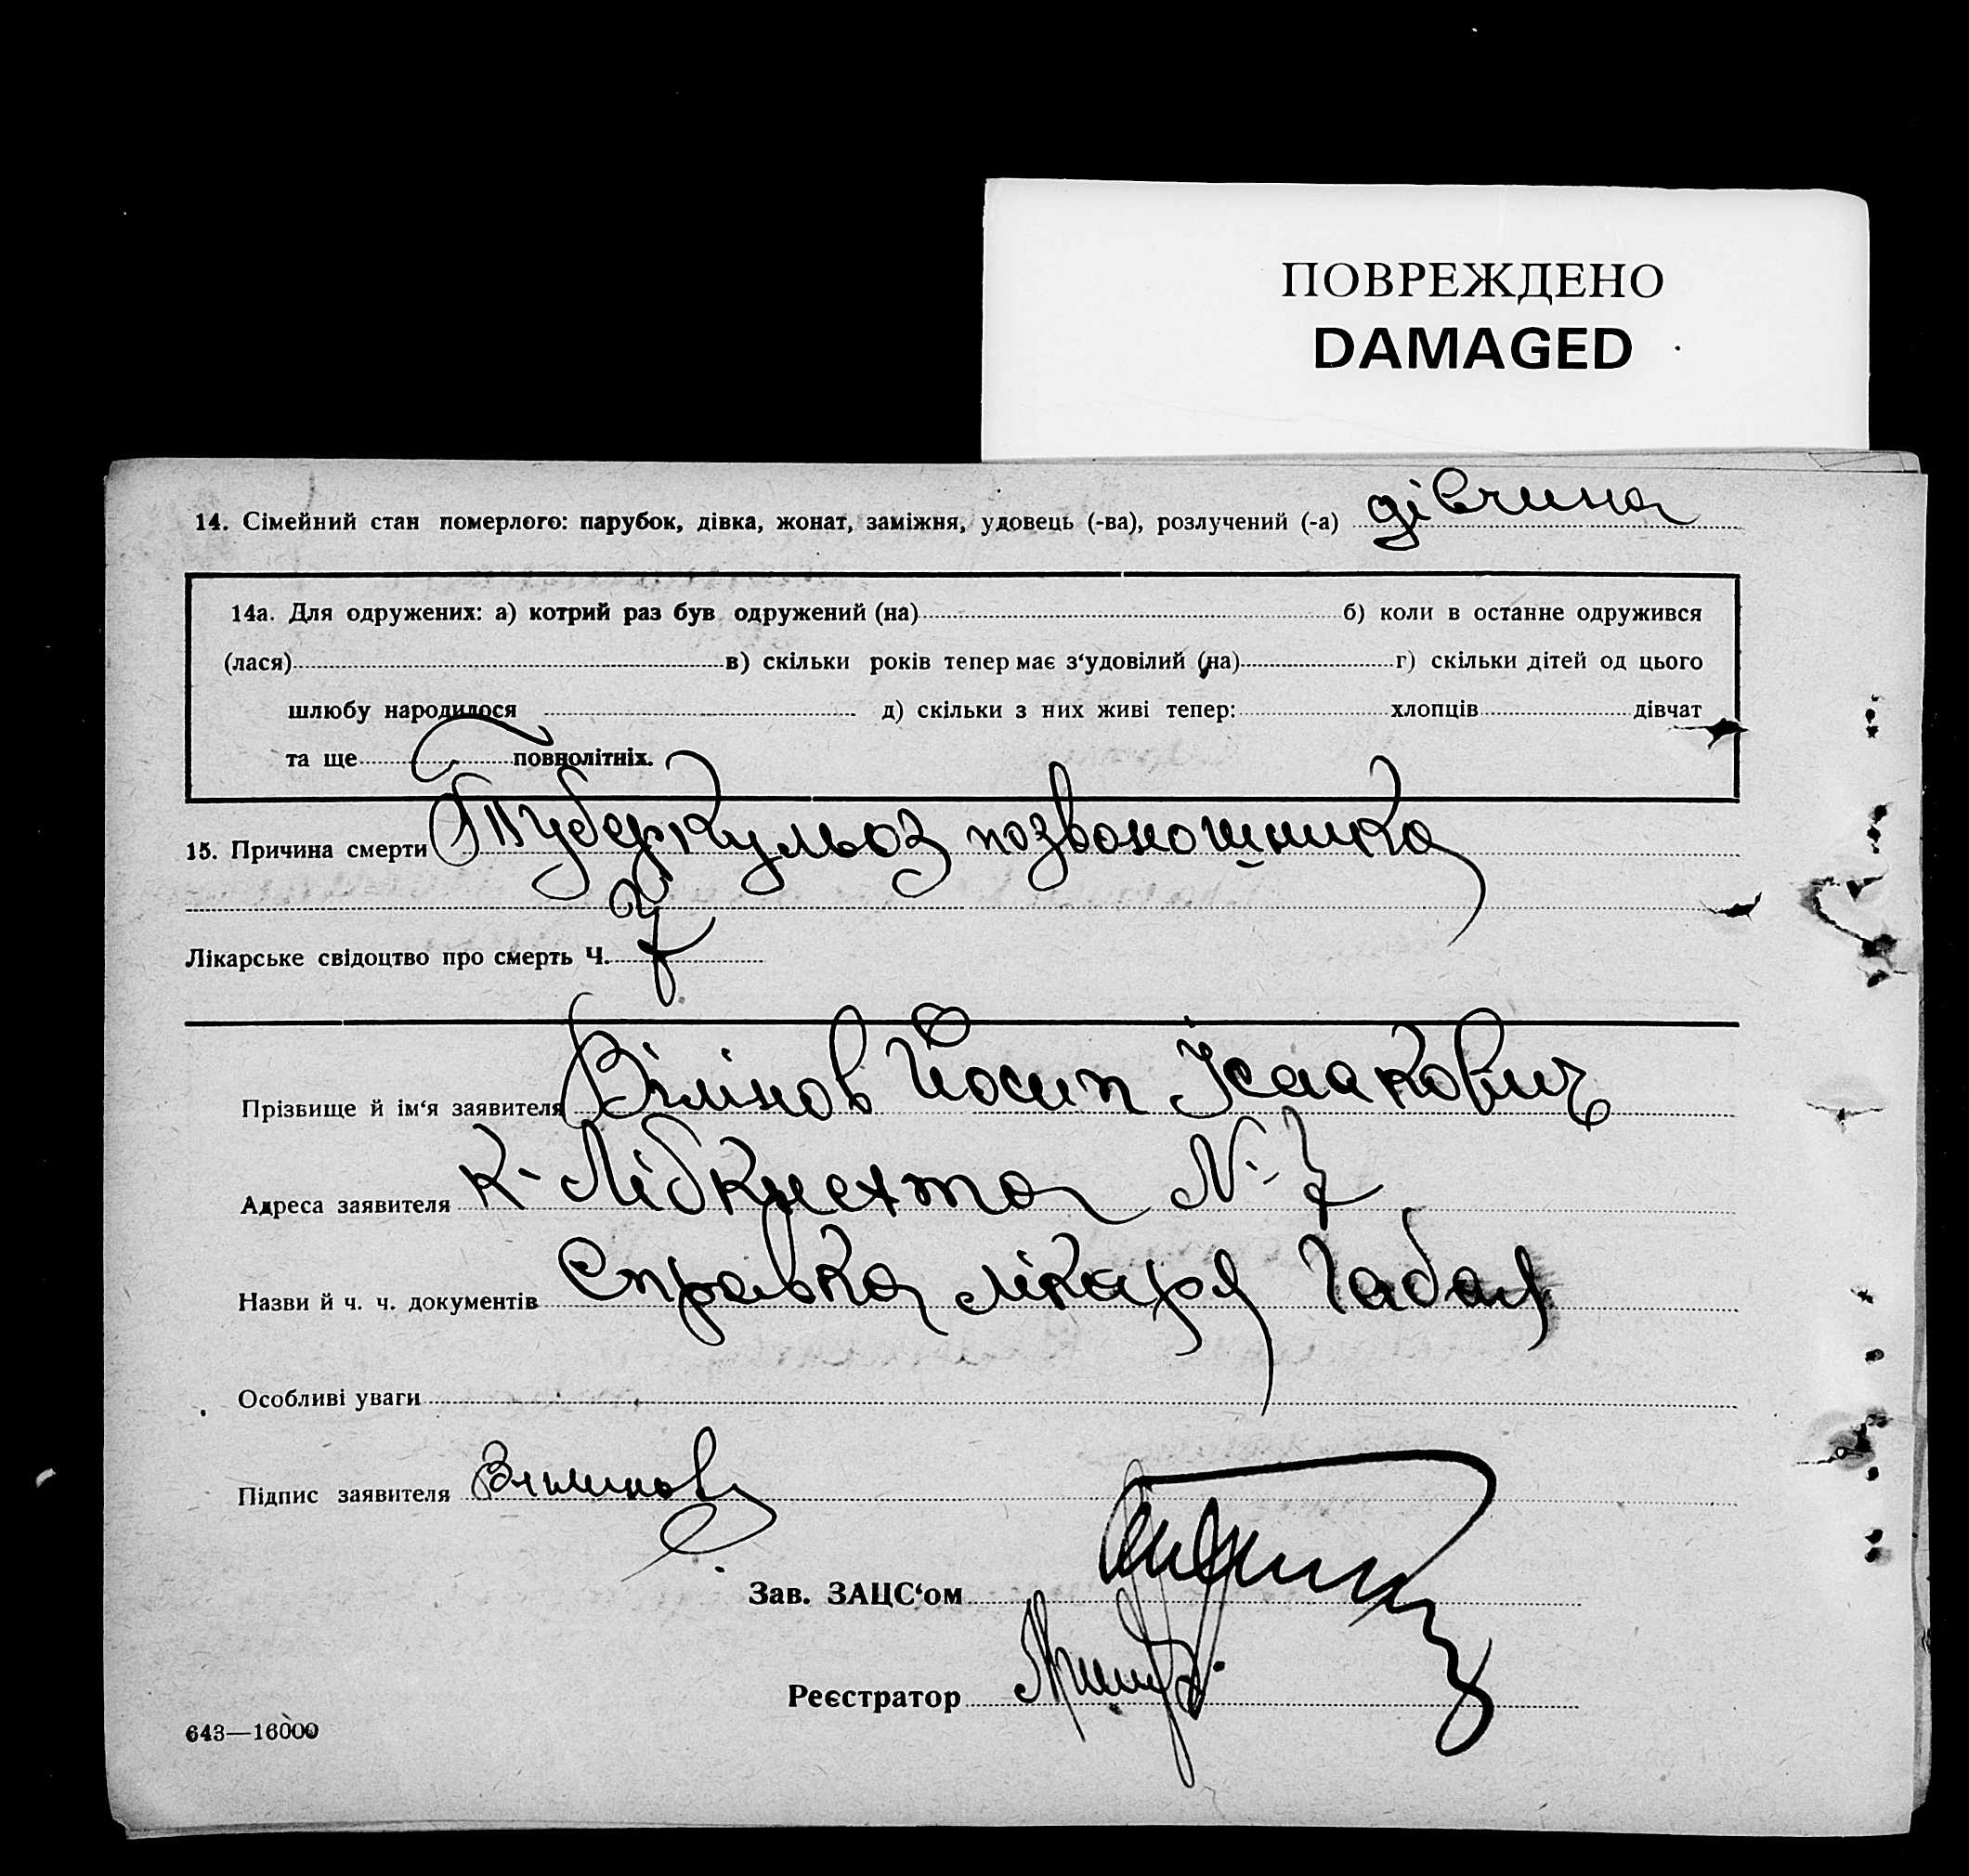 ПОВРЕЖДЕНО
DAMAGED
14. Сімейний стан померлого: парубок, дівка, жонат, заміжня, удовець (-ва), розлучений (-а) дівчина
14а. Для одружених: а) котрий раз був одружений (на) б) коли в останне одружився
(лася) в) скільки років тепер має з‘удовілий (на) г) скільки дітей од цього
шлюбу народилося д) скільки з них живі тепер: хлопців дівчат
та ще повнолітніх.
15. Причина смерти Туберкульоз позвоношника
Лікарське свідоцтво про смерть Ч.
Прізвище й ім'я заявителя Вілінов Йосип Ісаакович
Адреса заявителя К-Лібкнехта № 7
Назви й ч. ч. документів Справка лікаря Габая
Особливі уваги
Підпис заявителя
Зав. ЗАЦС‘ом
Реєстратор
643—16000